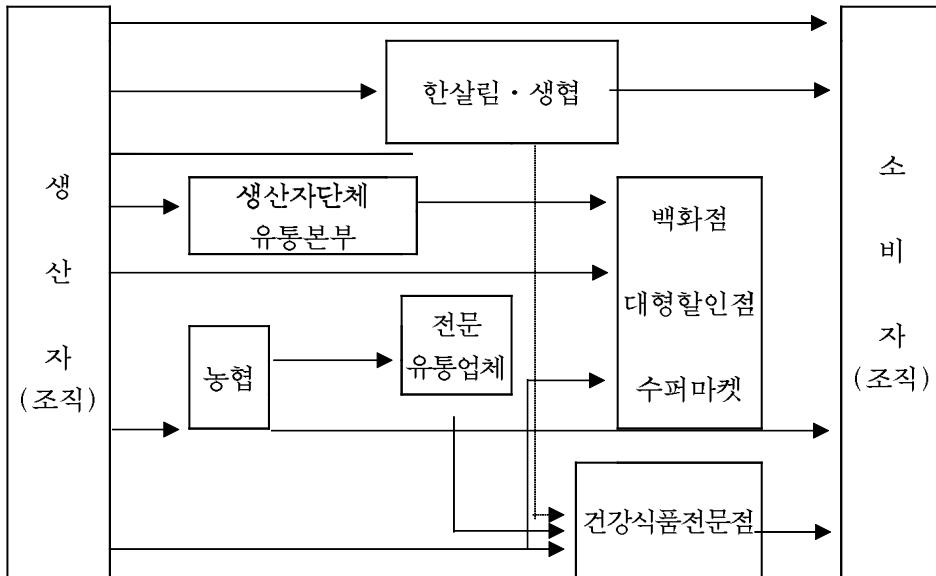 생
산
자
(조직)
한살림 · 생협
생산자단체
유통본부
농협
전문
유통업체
백화점
대형할인점
수퍼마켓
건강식품전문점
소
비
자
(조직)